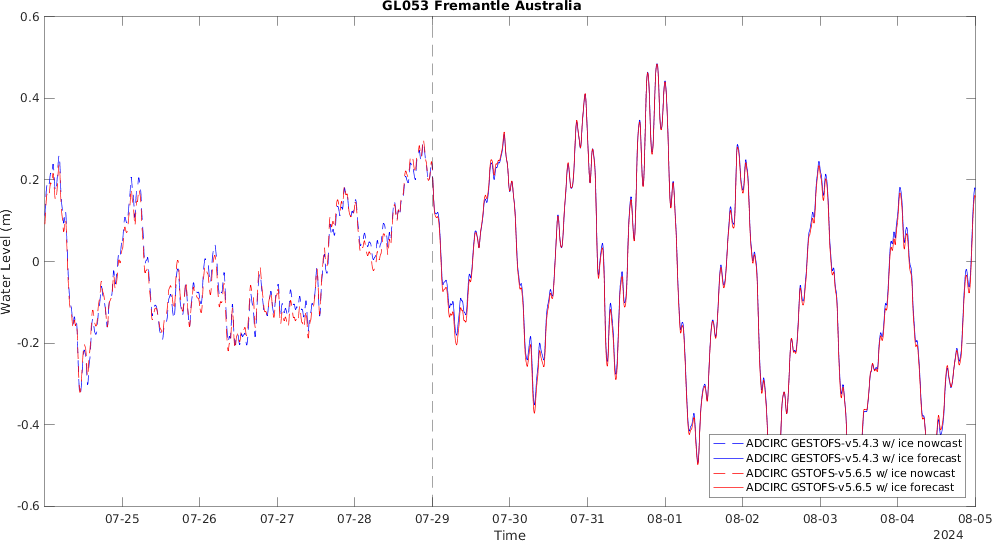 GL053 Fremantle Australia
0.6
0.4
0.2
0
-0.2
-0.4
-0.6
Water Level (m)
ADCIRC GESTOFS-v5.4.3 w/ ice nowcast
ADCIRC GESTOFS-v5.4.3 w/ ice forecast
ADCIRC GSTOFS-v5.6.5 w/ ice nowcast
ADCIRC GSTOFS-v5.6.5 w/ ice forecast
07-25 07-26 07-27 07-28 07-29 07-30 07-31 08-01 08-02 08-03 08-04 08-05
Time
2024